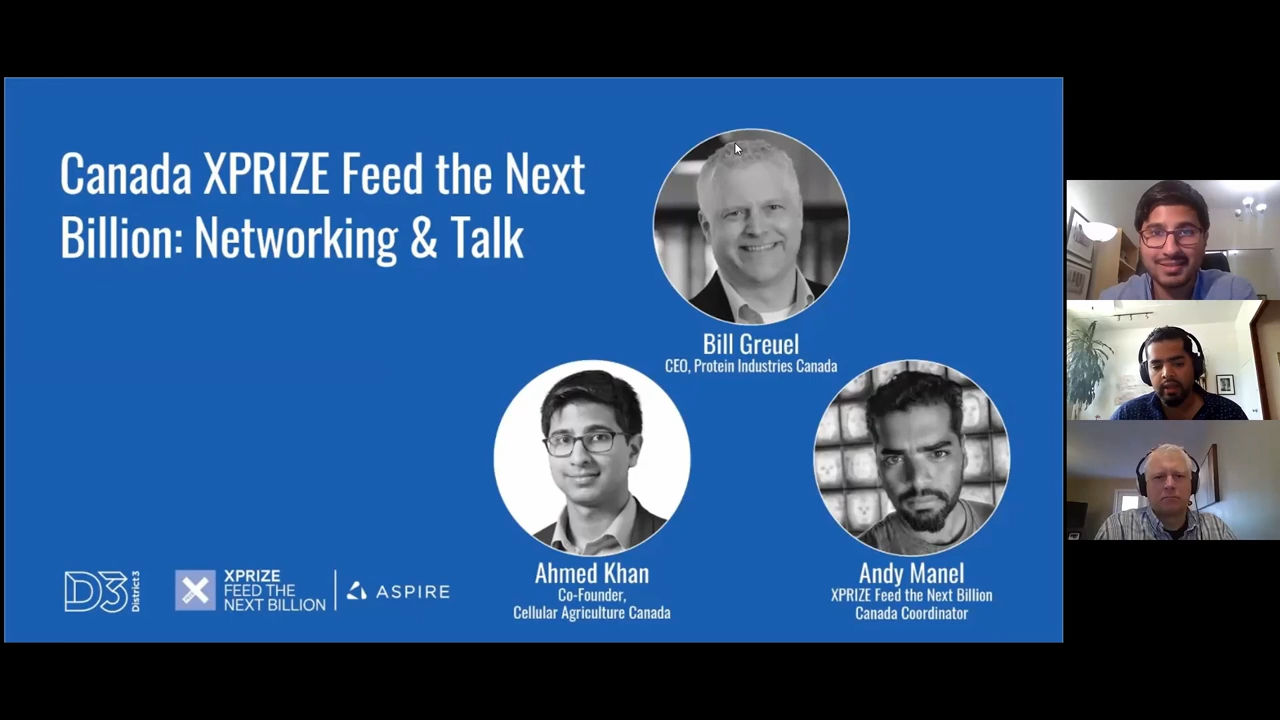 Canada XPRIZE Feed the Next
Billion: Networking & Talk
Bill Greuel
CEO, Protein Industries Canada
Ahmed Khan
Co-Founder,
Cellular Agriculture Canada
Andy Manel
XPRIZE Feed the Next Billion
Canada Coordinator
D3
District 3
XPRIZE
FEED THE
NEXT BILLION
ASPIRE